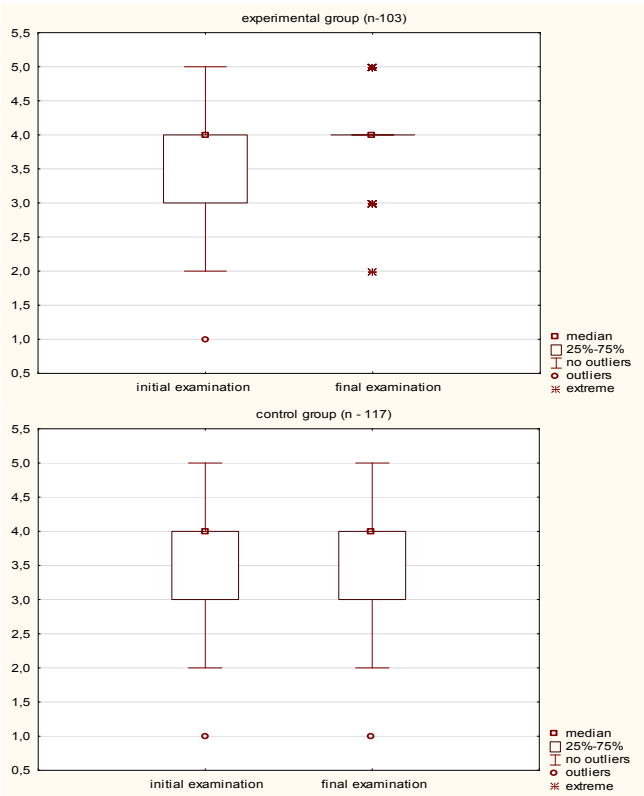 experimental group (n-103)
5,5
5,0
4,5
4,0
3,5
3,0
2,5
2,0
1,5
1,0
0,5
initial examination final examination
median
25%-75%
no outliers
outliers
extreme
control group (n - 117)
5,5
5,0
4,5
4,0
3,5
3,0
2,5
2,0
1,5
1,0
0,5
initial examination final examination
median
25%-75%
no outliers
outliers
extreme